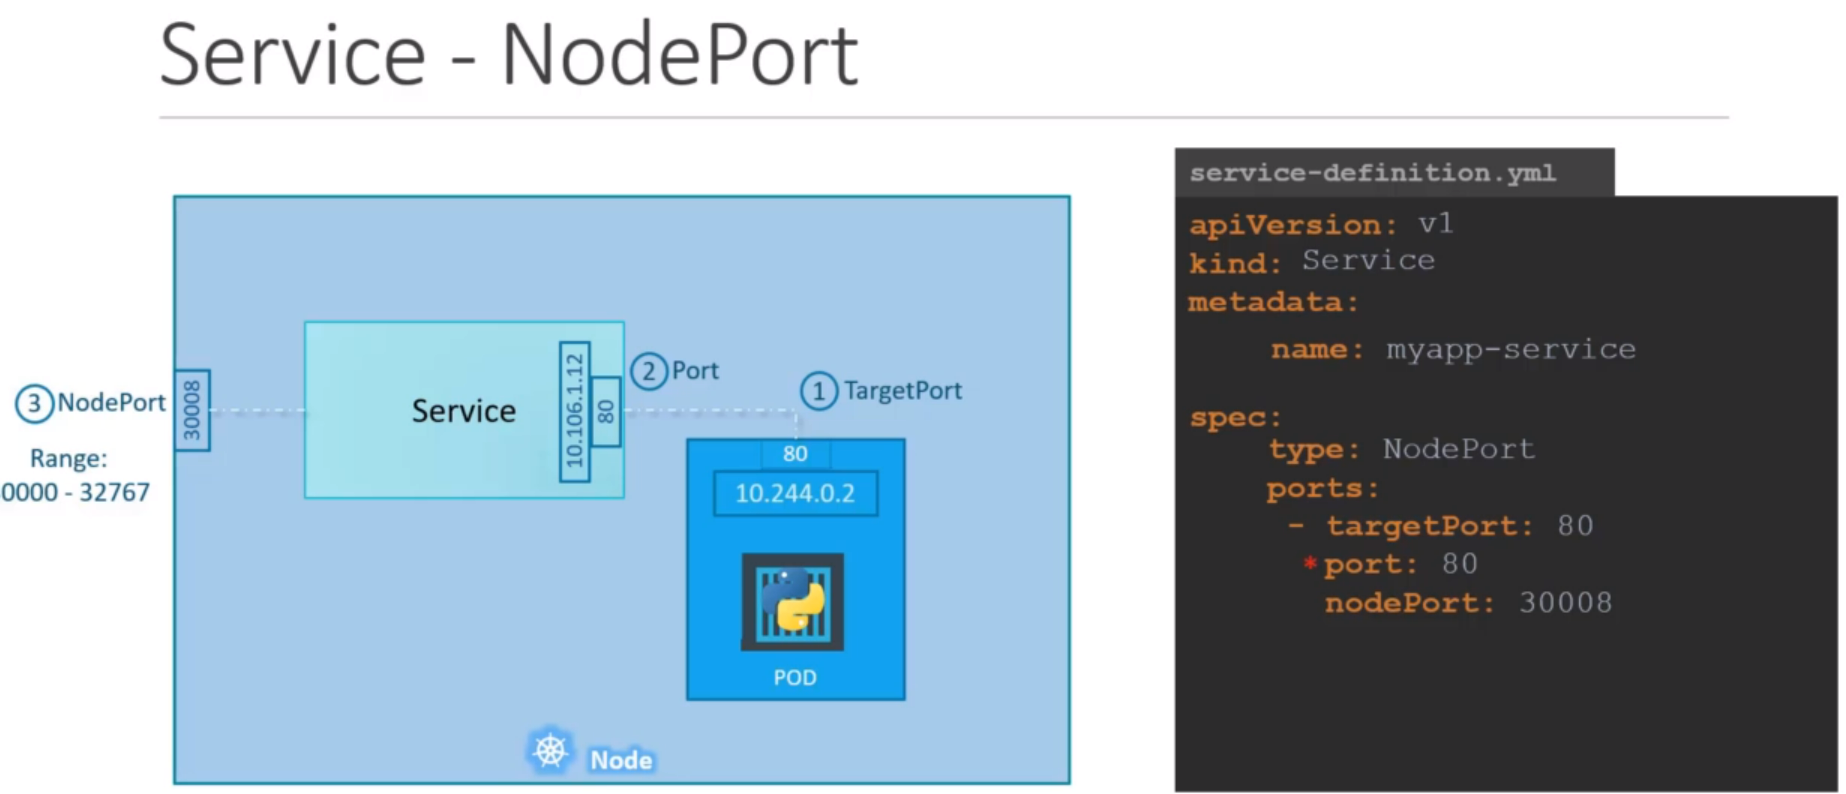 Service - NodePort
3 NodePort
Range:
0000 - 32767
30008
Service
10.106.1.12
80
2 Port
1 TargetPort
80
10.244.0.2
POD
Node
service-definition.yml
apiVersion: v1
kind: Service
metadata:
name: myapp-service
spec:
type: NodePort
ports:
- targetPort: 80
* port: 80
nodePort: 30008